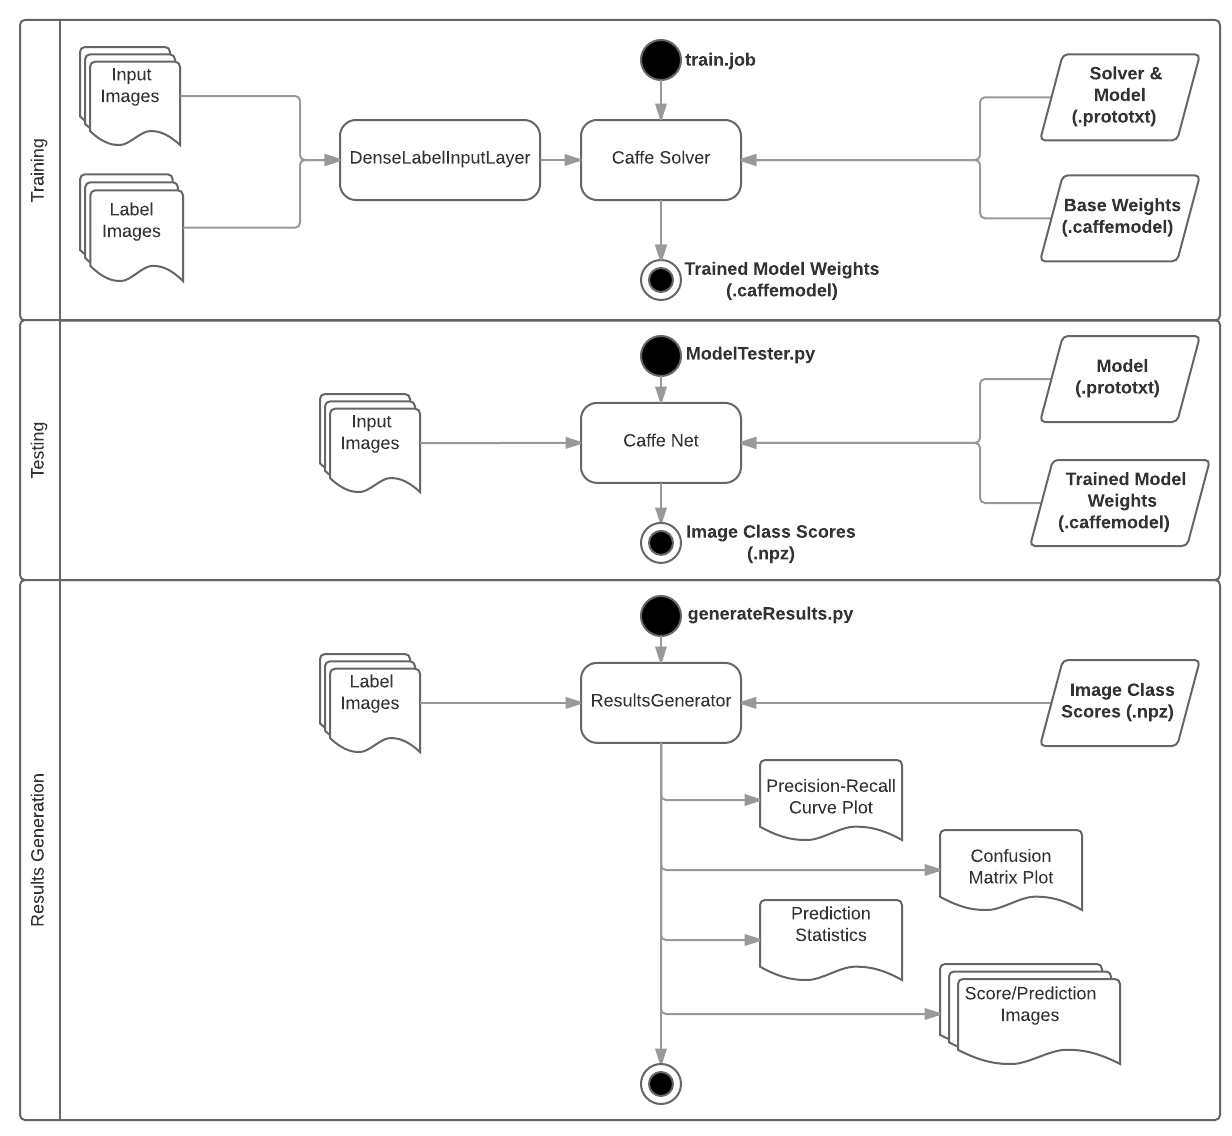 Training
Input
Images
Label
Images
DenseLabelInputLayer
train.job
Caffe Solver
Trained Model Weights
(.caffemodel)
Solver &
Model
(.prototxt)
Base Weights
(.caffemodel)
Testing
Input
Images
ModelTester.py
Caffe Net
Image Class Scores
(.npz)
Model
(.prototxt)
Trained Model
Weights
(.caffemodel)
Results Generation
Label
Images
generateResults.py
ResultsGenerator
Image Class
Scores (.npz)
Precision-Recall
Curve Plot
Confusion
Matrix Plot
Prediction
Statistics
Score/Prediction
Images